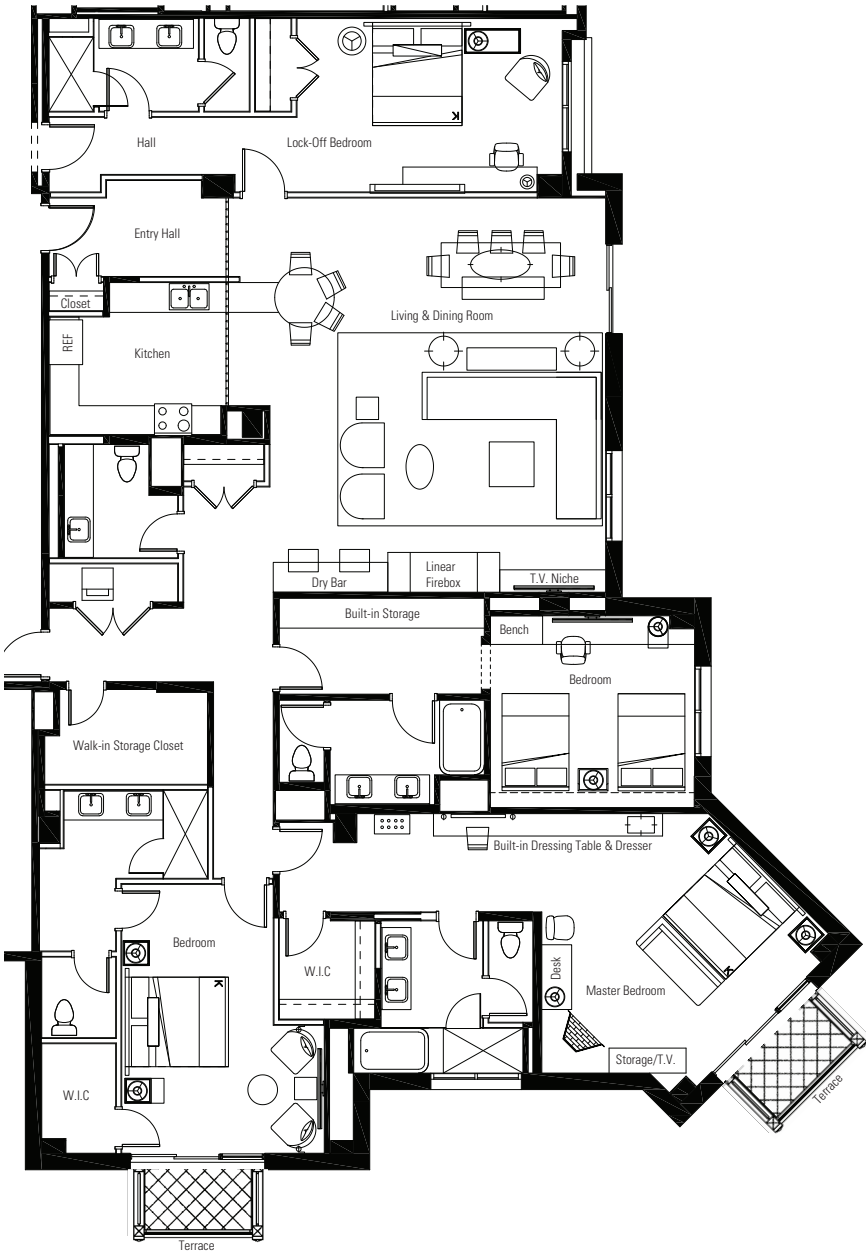 Hall
Lock-Off Bedroom
K
Entry Hall
Closet
Living & Dining Room
REF
Kitchen
Linear
Firebox
Dry Bar
T.V. Niche
Built-in Storage
Bench
Bedroom
Walk-in Storage Closet
Built-in Dressing Table & Dresser
Bedroom
W.I.C
Desk
K
K
Master Bedroom
Storage/T.V.
W.I.C
Terrace
Terrace